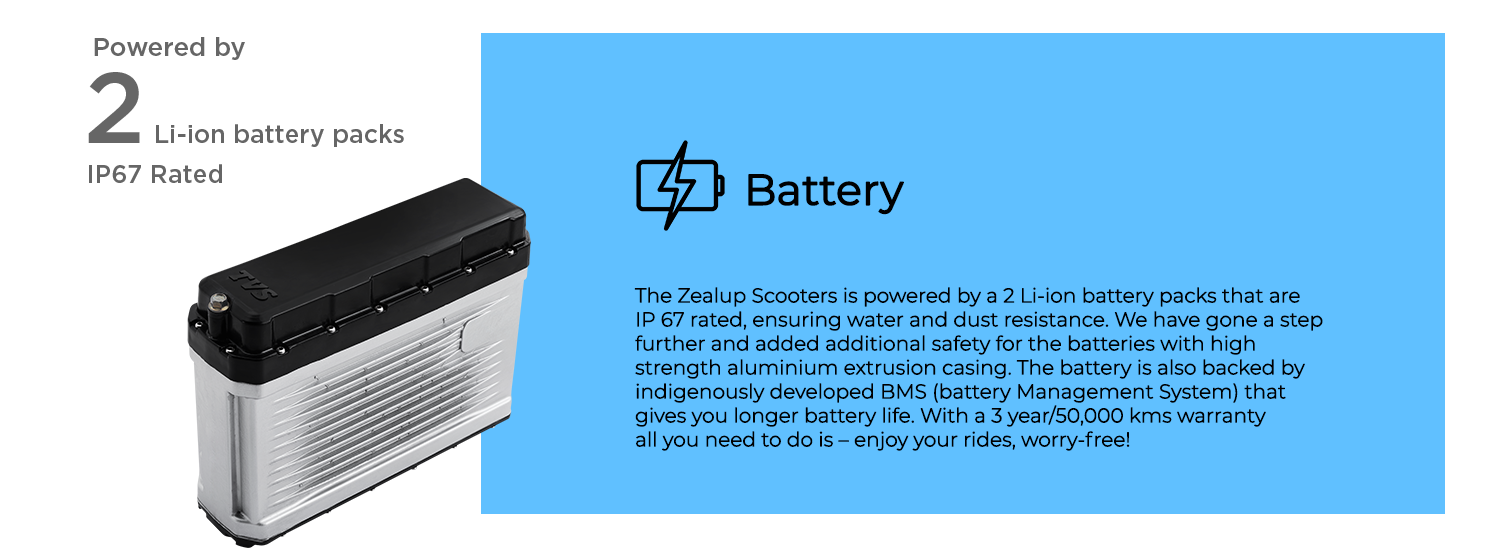 Powered by
2 Li-ion battery packs
IP67 Rated
TVS
Battery
The Zealup Scooters is powered by a 2 Li-ion battery packs that are
IP 67 rated, ensuring water and dust resistance. We have gone a step
further and added additional safety for the batteries with high
strength aluminium extrusion casing. The battery is also backed by
indigenously developed BMS (battery Management System) that
gives you longer battery life. With a 3 year/50,000 kms warranty
all you need to do is – enjoy your rides, worry-free!